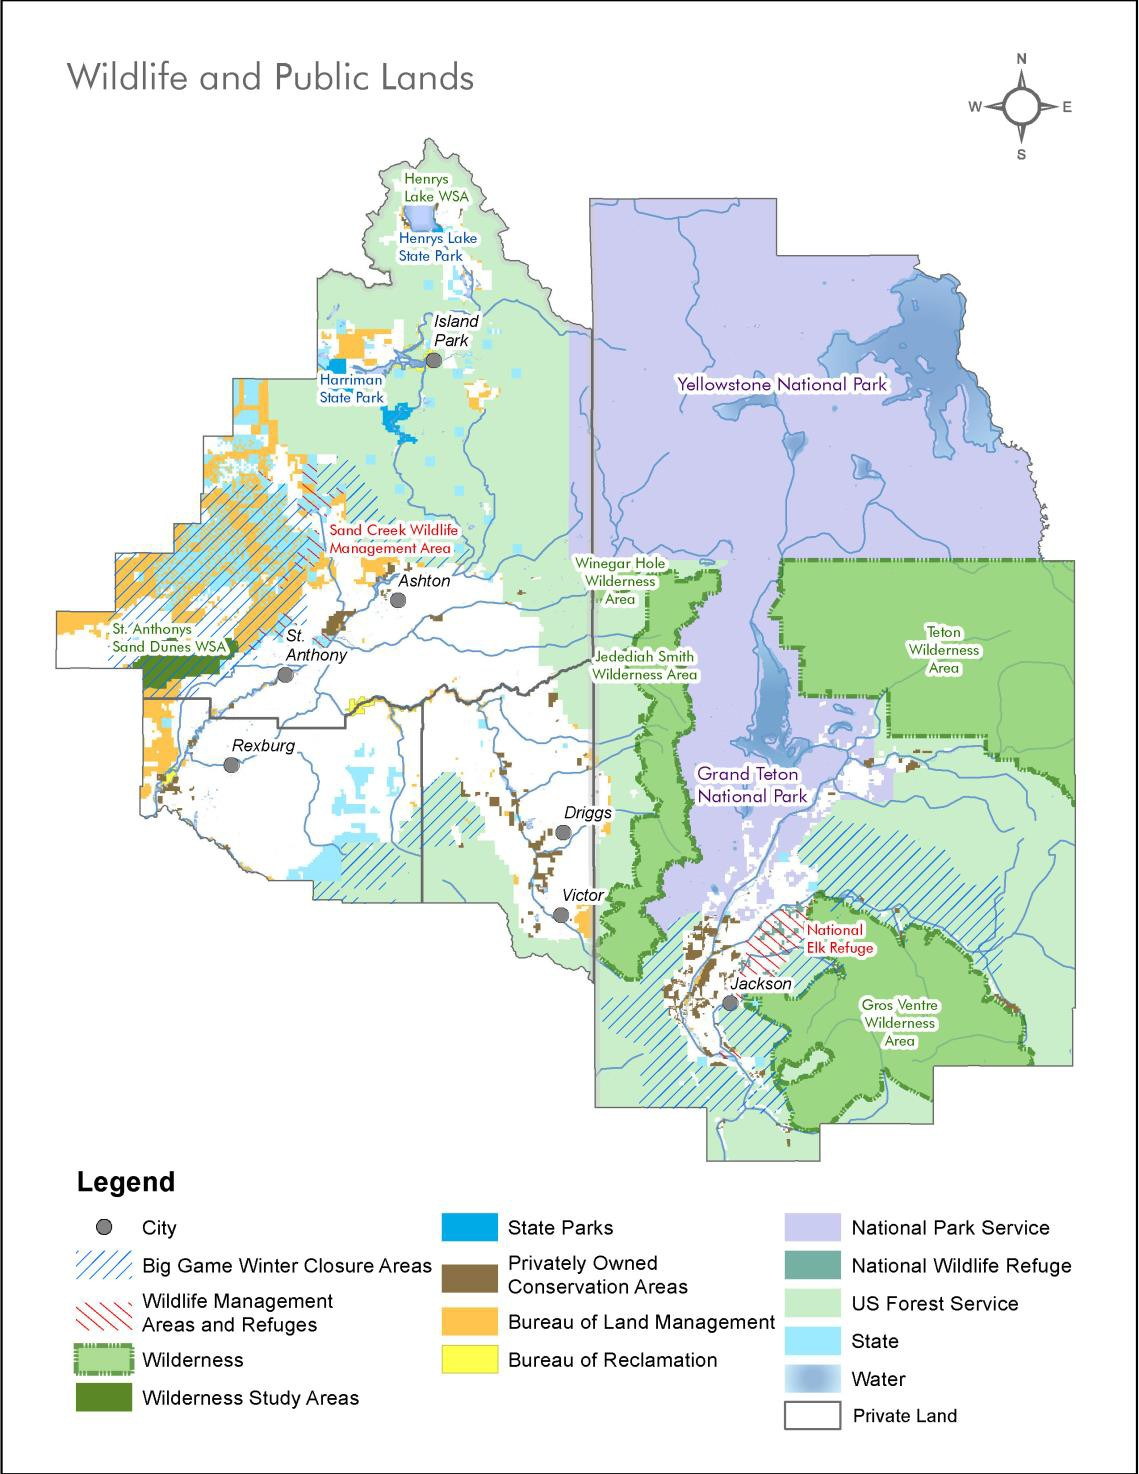 Wildlife and Public Lands
N
W
E
S
Henrys
Lake WSA
Henrys Lake
State Park
Island
Park
Harriman
State Park
Yellowstone National Park
Sand Creek Wildlife
Management Area
Ashton
Winegar Hole
Wilderness
Area
St. Anthonys
Sand Dunes WSA
St.
Anthony
Jedediah Smith
Wilderness Area
Teton
Wilderness
Area
Rexburg
Grand Teton
National Park
Driggs
Victor
National
Elk Refuge
Jackson
Gros Ventre
Wilderness
Area
Legend
City
Big Game Winter Closure Areas
Wildlife Management
Areas and Refuges
Wilderness
Wilderness Study Areas
State Parks
Privately Owned
Conservation Areas
Bureau of Land Management
Bureau of Reclamation
National Park Service
National Wildlife Refuge
US Forest Service
State
Water
Private Land